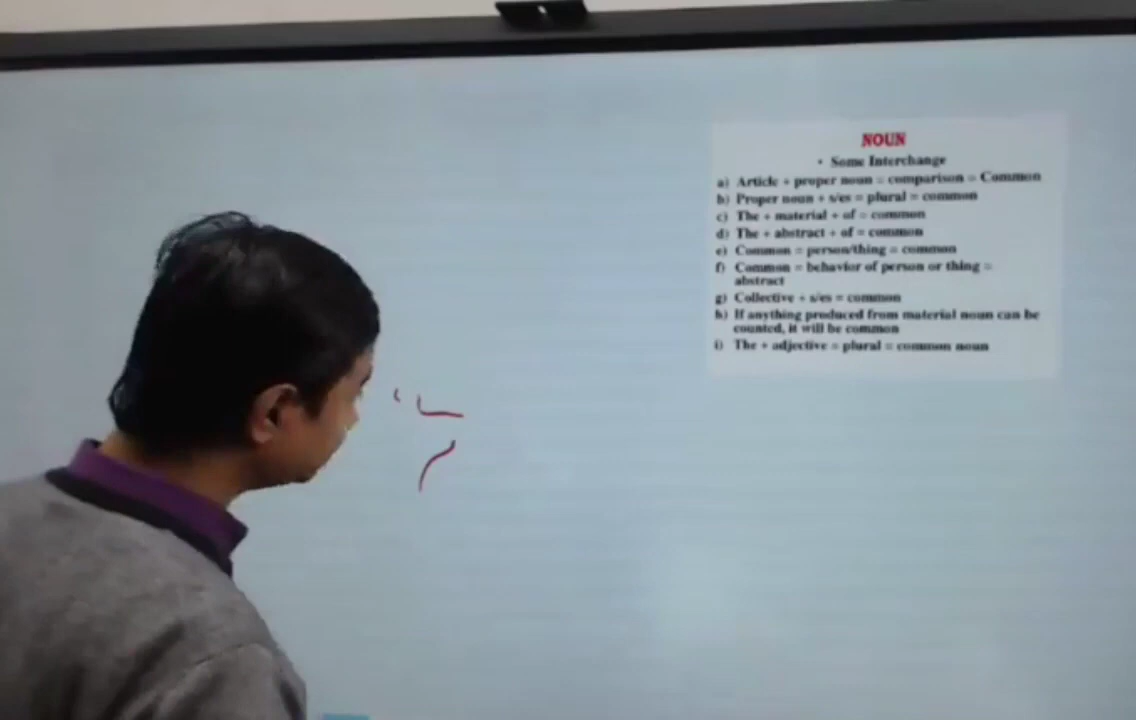 NOUN
• Some Interchange
a) Article + proper noun = comparison = Common
b) Proper noun + s/es = plural = common
c) The + material + of = common
d) The + abstract + of = common
e) Common = person/thing = common
f) Common = behavior of person or thing =
abstract
g) Collective + s/es = common
h) If anything produced from material noun can be
counted, it will be common
i) The + adjective = plural = common noun